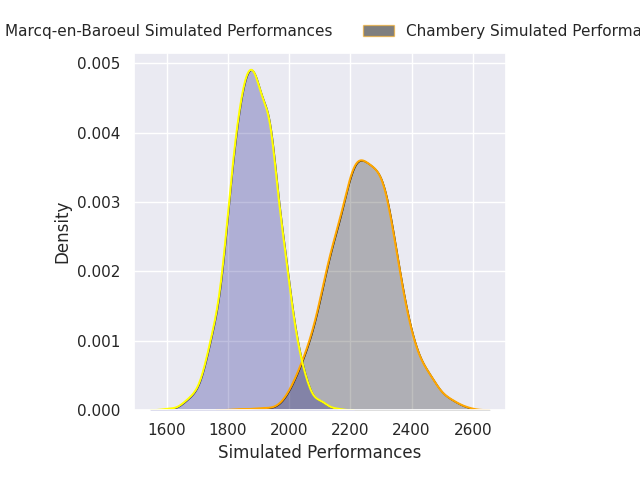 Marcq-en-Baroeul Simulated Performances Chambery Simulated Performa
0.005
0.004
0.003
0.002
0.001
0.000
Density
1600 1800 2000 2200 2400 2600
Simulated Performances